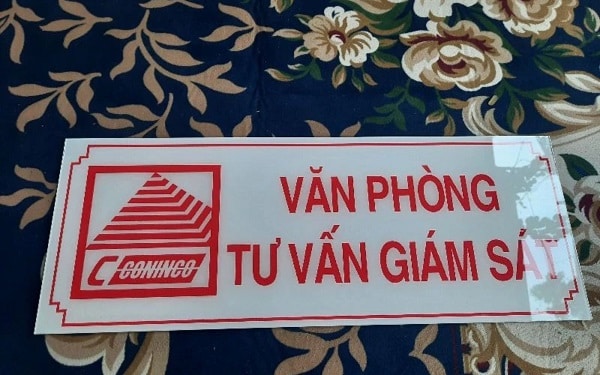 VĂN PHÒNG
TƯ VẤN GIÁM SÁT
C CONINCO